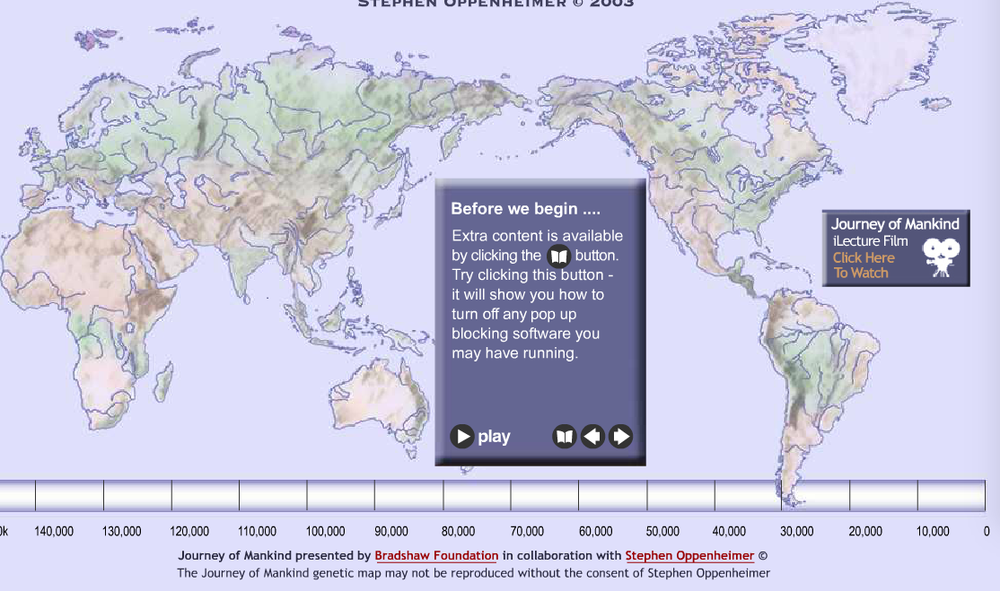 STEPHEN OPPENHEIMER © 2003
Before we begin ....
Extra content is available
by clicking the button.
Try clicking this button -
it will show you how to
turn off any pop up
blocking software you
may have running.
play
Journey of Mankind
iLecture Film
Click Here
To Watch
0k 140,000 130,000 120,000 110,000 100,000 90,000 80,000 70,000 60,000 50,000 40,000 30,000 20,000 10,000 0
Journey of Mankind presented by Bradshaw Foundation in collaboration with Stephen Oppenheimer ©
The Journey of Mankind genetic map may not be reproduced without the consent of Stephen Oppenheimer